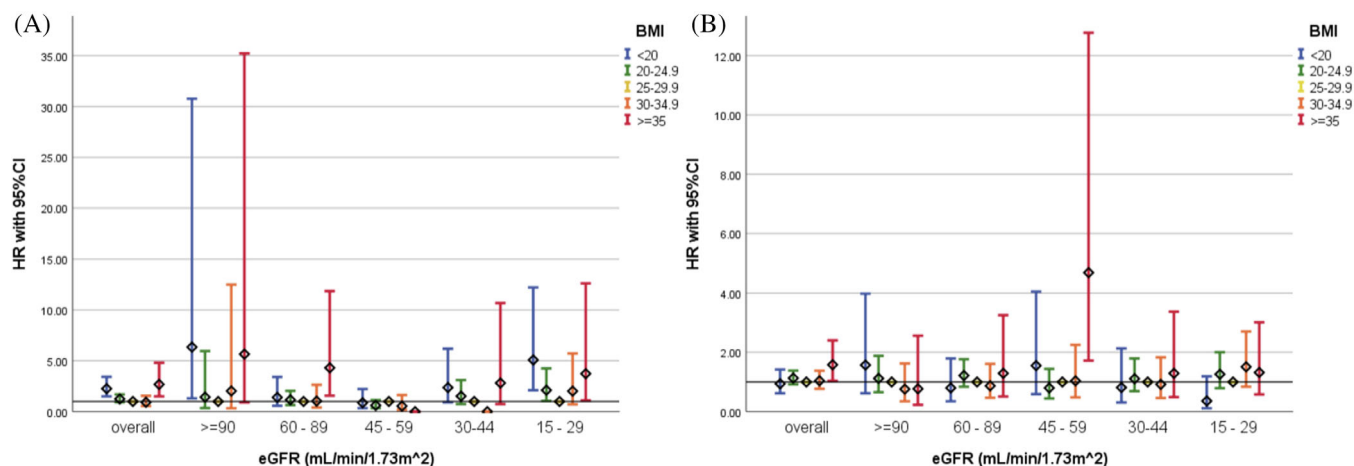 (A)
BMI
<20
20-24.9
25-29.9
30-34.9
>=35
HR with 95%CI
35.00
30.00
25.00
20.00
15.00
10.00
5.00
0.00
overall >=90 60 - 89 45 - 59 30-44 15 - 29
eGFR (mL/min/1.73m^2)
(B)
BMI
<20
20-24.9
25-29.9
30-34.9
>=35
HR with 95%CI
12.00
10.00
8.00
6.00
4.00
2.00
0.00
overall >=90 60 - 89 45 - 59 30-44 15 - 29
eGFR (mL/min/1.73m^2)